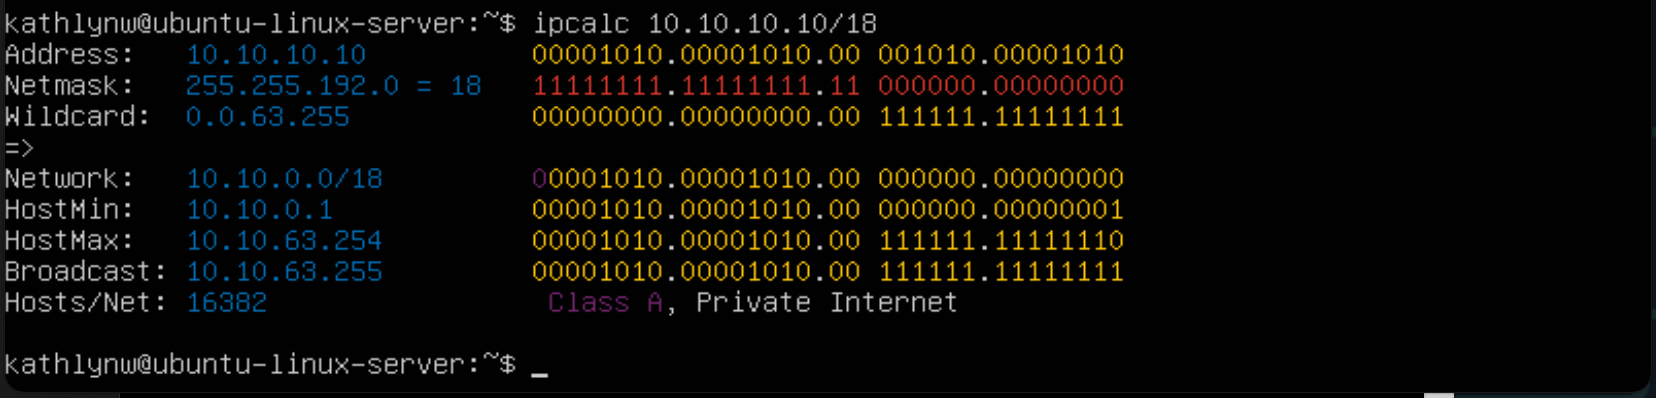 kathlynw@ubuntu-linux-server:~$ ipcalc 10.10.10.10/18
Address:   10.10.10.10          00001010.00001010.00 001010.00001010
Netmask:   255.255.192.0 = 18   11111111.11111111.11 000000.00000000
Wildcard:  0.0.63.255           00000000.00000000.00 111111.11111111
=>
Network:   10.10.0.0/18         00001010.00001010.00 000000.00000000
HostMin:   10.10.0.1            00001010.00001010.00 000000.00000001
HostMax:   10.10.63.254         00001010.00001010.00 111111.11111110
Broadcast: 10.10.63.255         00001010.00001010.00 111111.11111111
Hosts/Net: 16382                 Class A, Private Internet
kathlynw@ubuntu-linux-server:~$ _